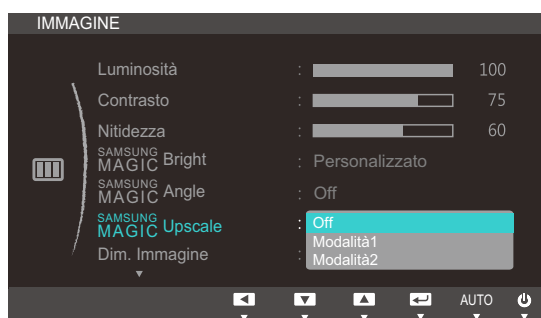 IMMAGINE
Luminosità : 100
Contrasto : 75
Nitidezza : 60
SAMSUNG MAGIC Bright : Personalizzato
SAMSUNG MAGIC Angle : Off
SAMSUNG MAGIC Upscale : Off
Modalità1
Modalità2
Dim. Immagine :
AUTO